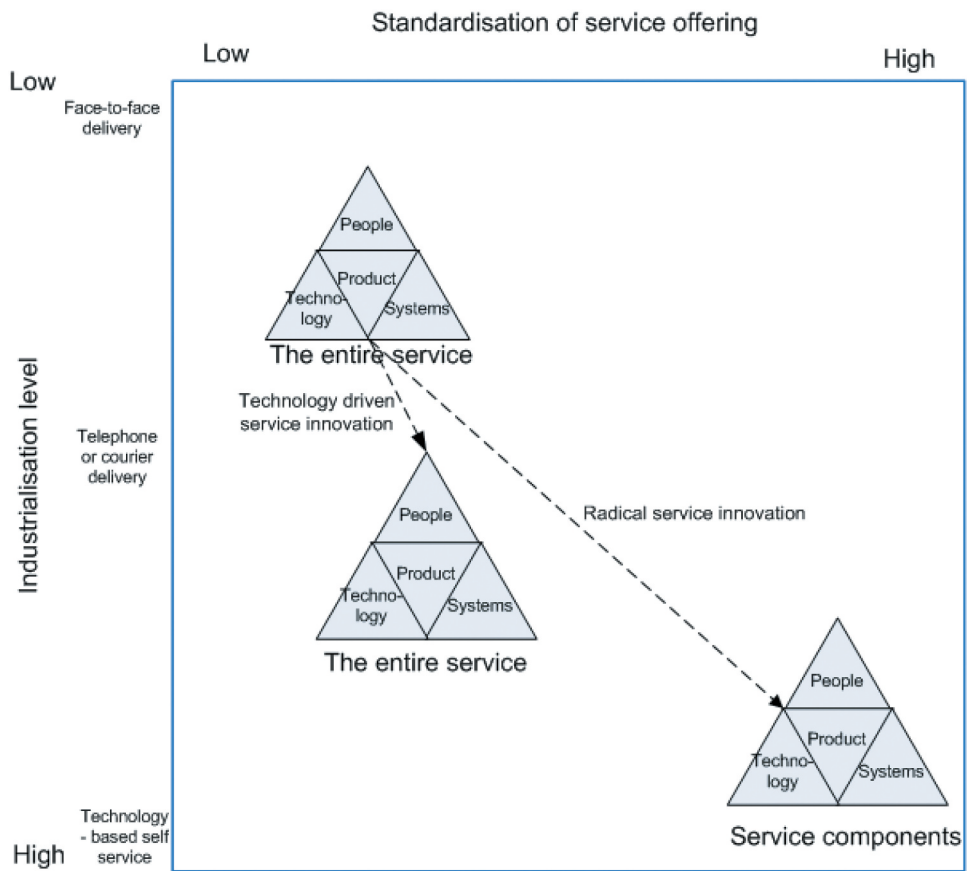 Standardisation of service offering
Low
High
Low
Face-to-face
delivery
People
Product
Techno-
logy
Systems
The entire service
Technology driven
service innovation
Industrialisation level
Telephone
or courier
delivery
People
Product
Techno-
logy
Systems
The entire service
Radical service innovation
People
Product
Techno-
logy
Systems
Service components
Technology
- based self
service
High